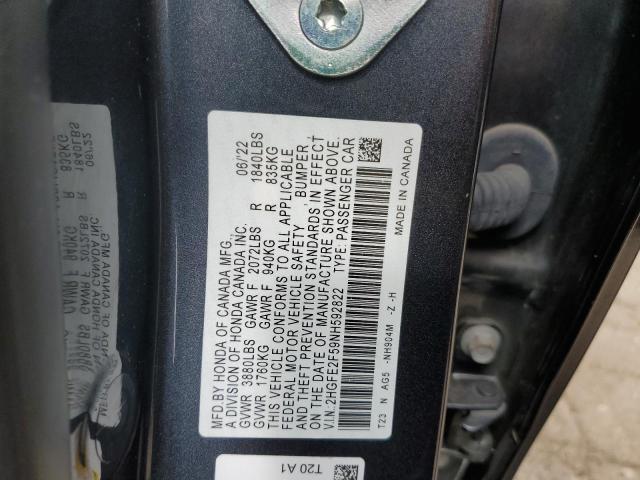 MFD.BY HONDA OF CANADA MFG. 06/'22
A DIVISION OF HONDA CANADA INC.
GVWR 3880LBS GAWR F 2072LBS R 1840LBS
GVWR 1760KG GAWR F 940KG R 835KG
THIS VEHICLE CONFORMS TO ALL APPLICABLE
FEDERAL MOTOR VEHICLE SAFETY, BUMPER,
AND THEFT PREVENTION STANDARDS IN EFFECT
ON THE DATE OF MANUFACTURE SHOWN ABOVE.
V.I.N.:2HGFE2F59NH592822 TYPE:PASSENGER CAR
T23 N AG5 -NH904M -Z -H MADE IN CANADA
T20 A1